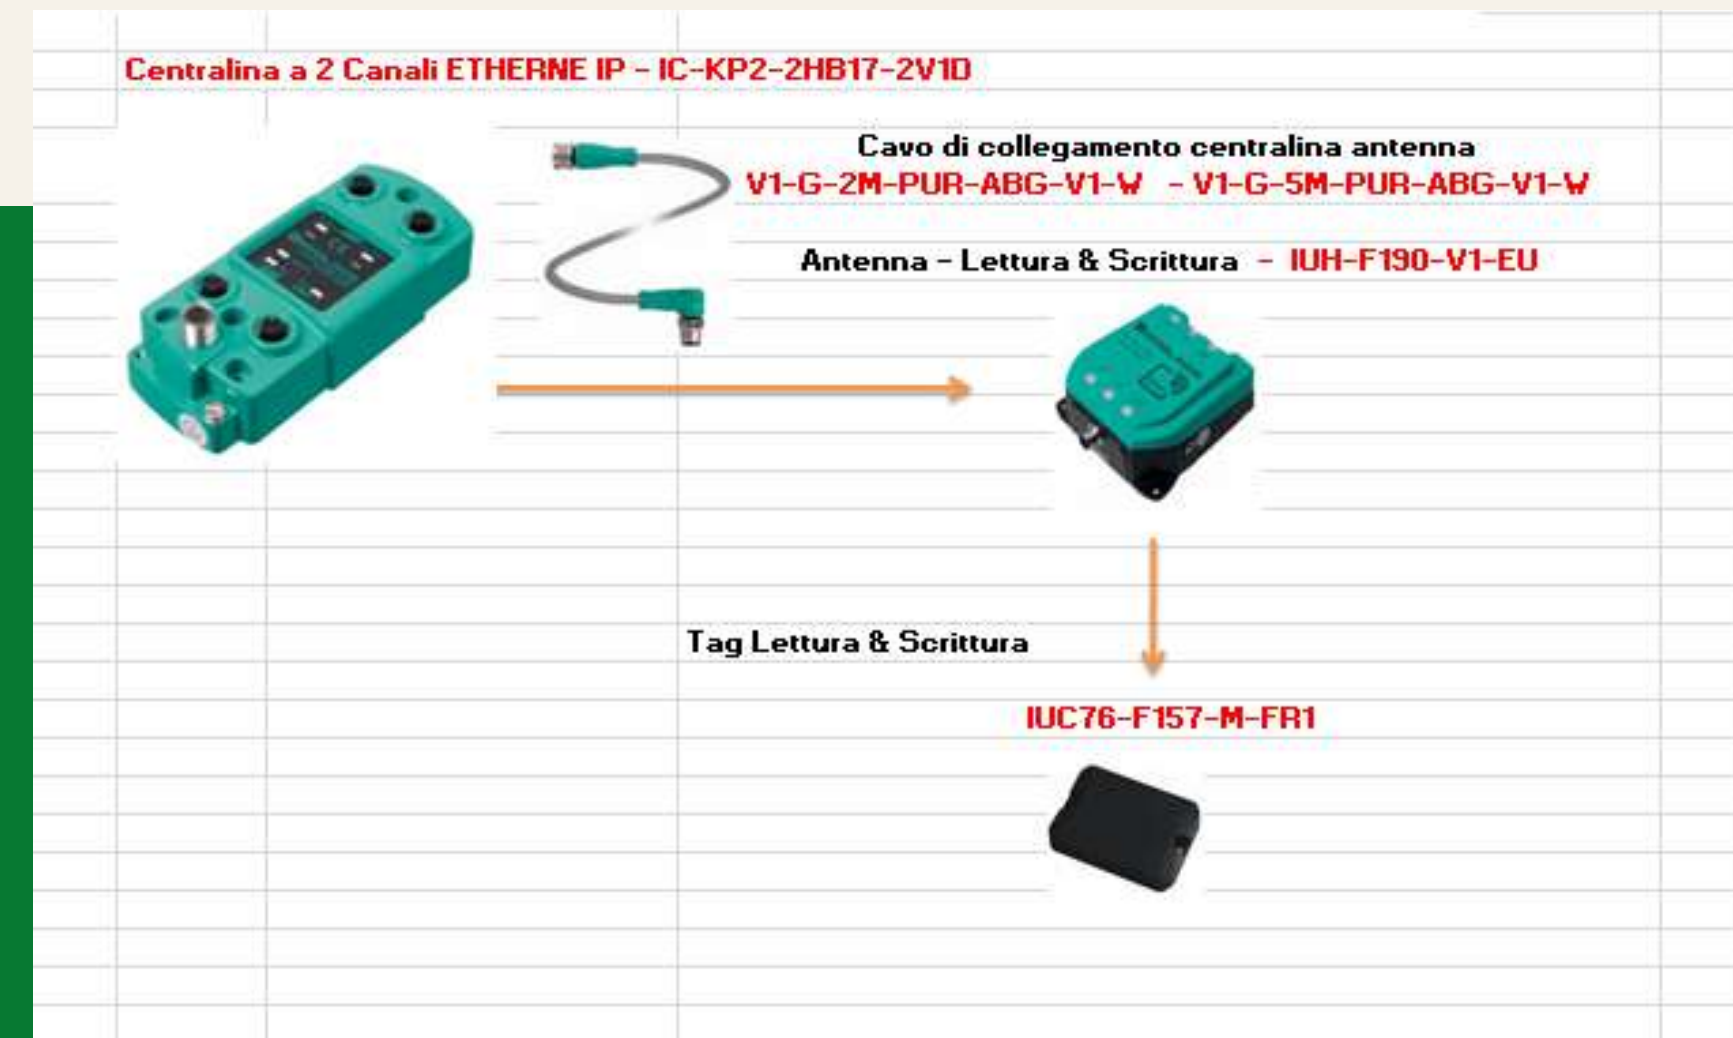 Centralina a 2 Canali ETHERNE IP - IC-KP2-2HB17-2V1D
Cavo di collegamento centralina antenna
V1-G-2M-PUR-ABG-V1-W - V1-G-5M-PUR-ABG-V1-W
Antenna - Lettura & Scrittura - IUH-F190-V1-EU
Tag Lettura & Scrittura
IUC76-F157-M-FR1